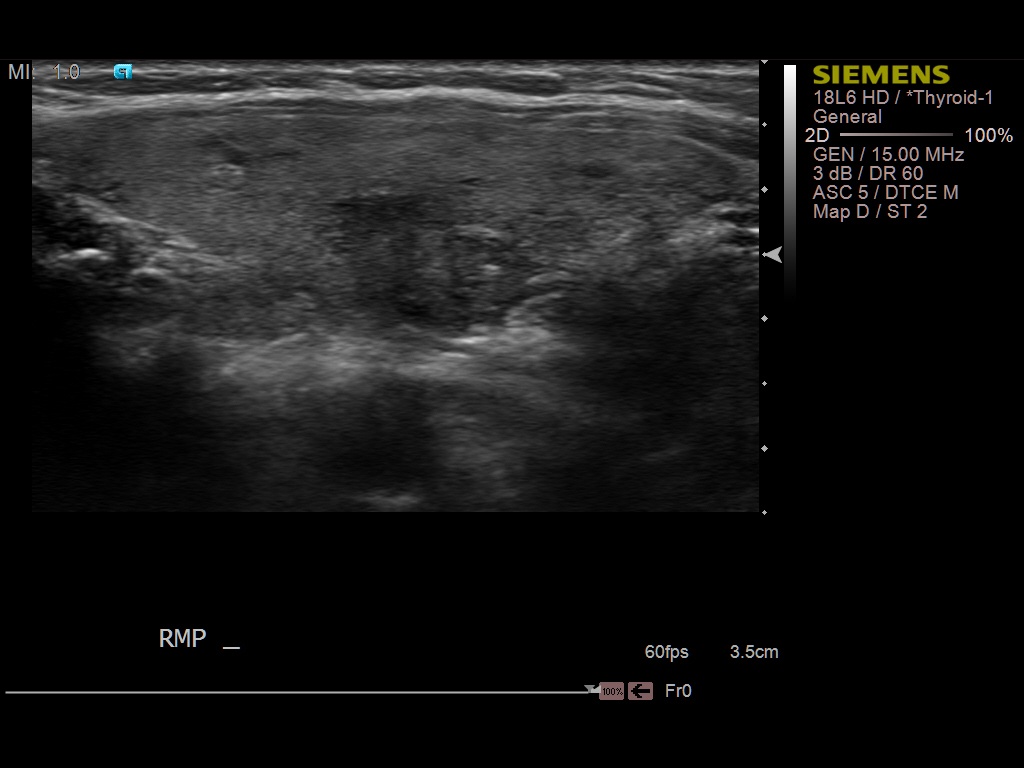 MI: 1.0
SIEMENS
18L6 HD / *Thyroid-1
General
2D 100%
GEN / 15.00 MHz
3 dB / DR 60
ASC 5 / DTCE M
Map D / ST 2
RMP _
60fps 3.5cm
100% Fr0